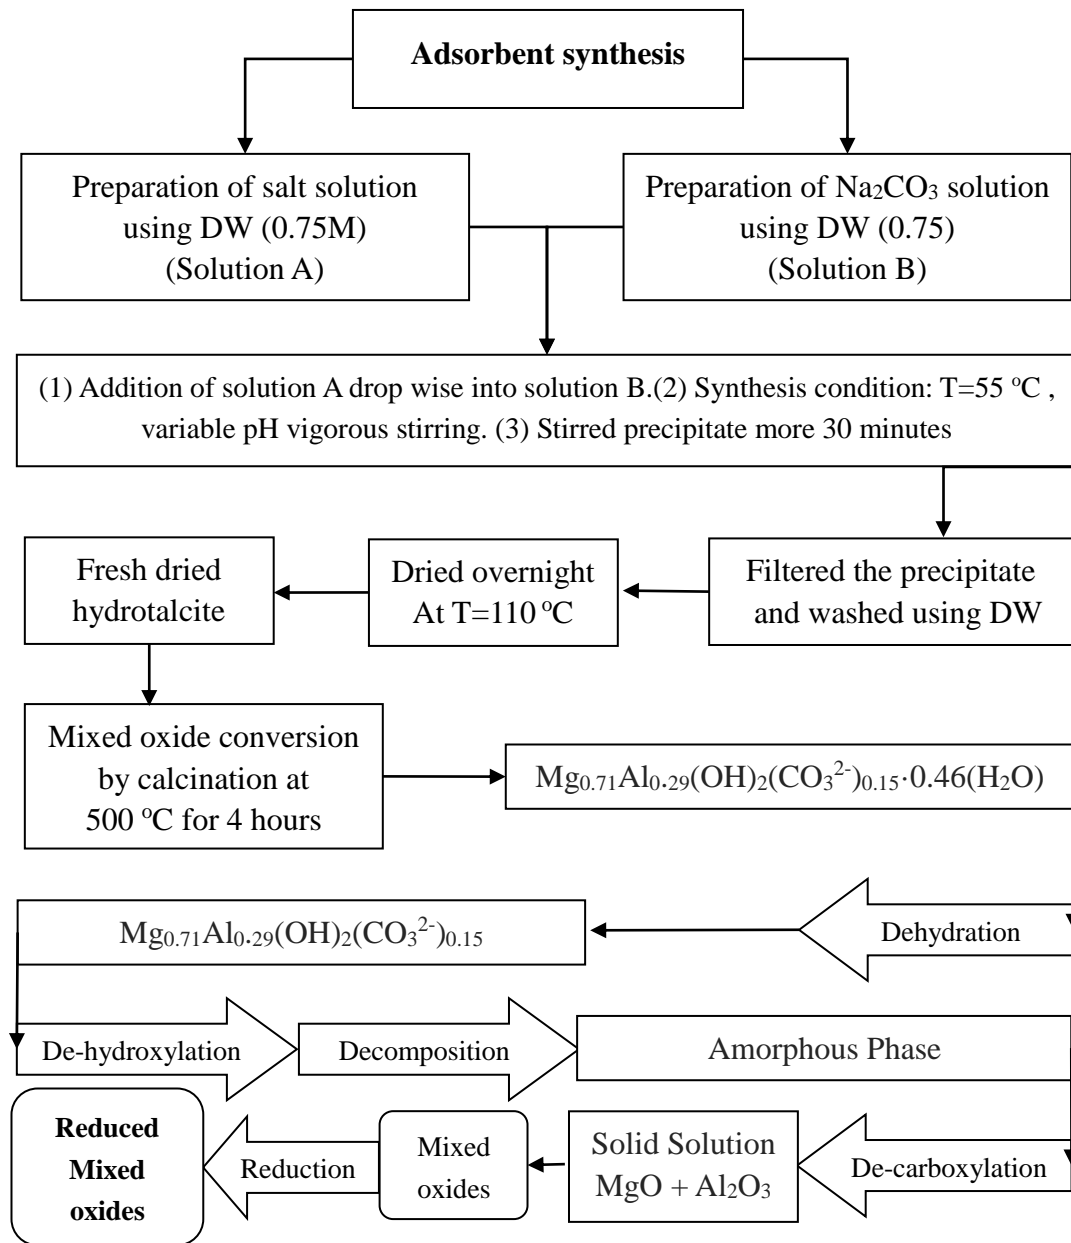 Adsorbent synthesis
Preparation of salt solution
using DW (0.75M)
(Solution A)
Preparation of Na₂CO₃ solution
using DW (0.75)
(Solution B)
(1) Addition of solution A drop wise into solution B.(2) Synthesis condition: T=55 °C ,
variable pH vigorous stirring. (3) Stirred precipitate more 30 minutes
Filtered the precipitate
and washed using DW
Dried overnight
At T=110 °C
Fresh dried
hydrotalcite
Mixed oxide conversion
by calcination at
500 °C for 4 hours
Mg₀.₇₁Al₀.₂₉(OH)₂(CO₃²⁻)₀.₁₅·0.46(H₂O)
Dehydration
Mg₀.₇₁Al₀.₂₉(OH)₂(CO₃²⁻)₀.₁₅
De-hydroxylation
Decomposition
Amorphous Phase
De-carboxylation
Solid Solution
MgO + Al₂O₃
Mixed
oxides
Reduction
Reduced
Mixed
oxides